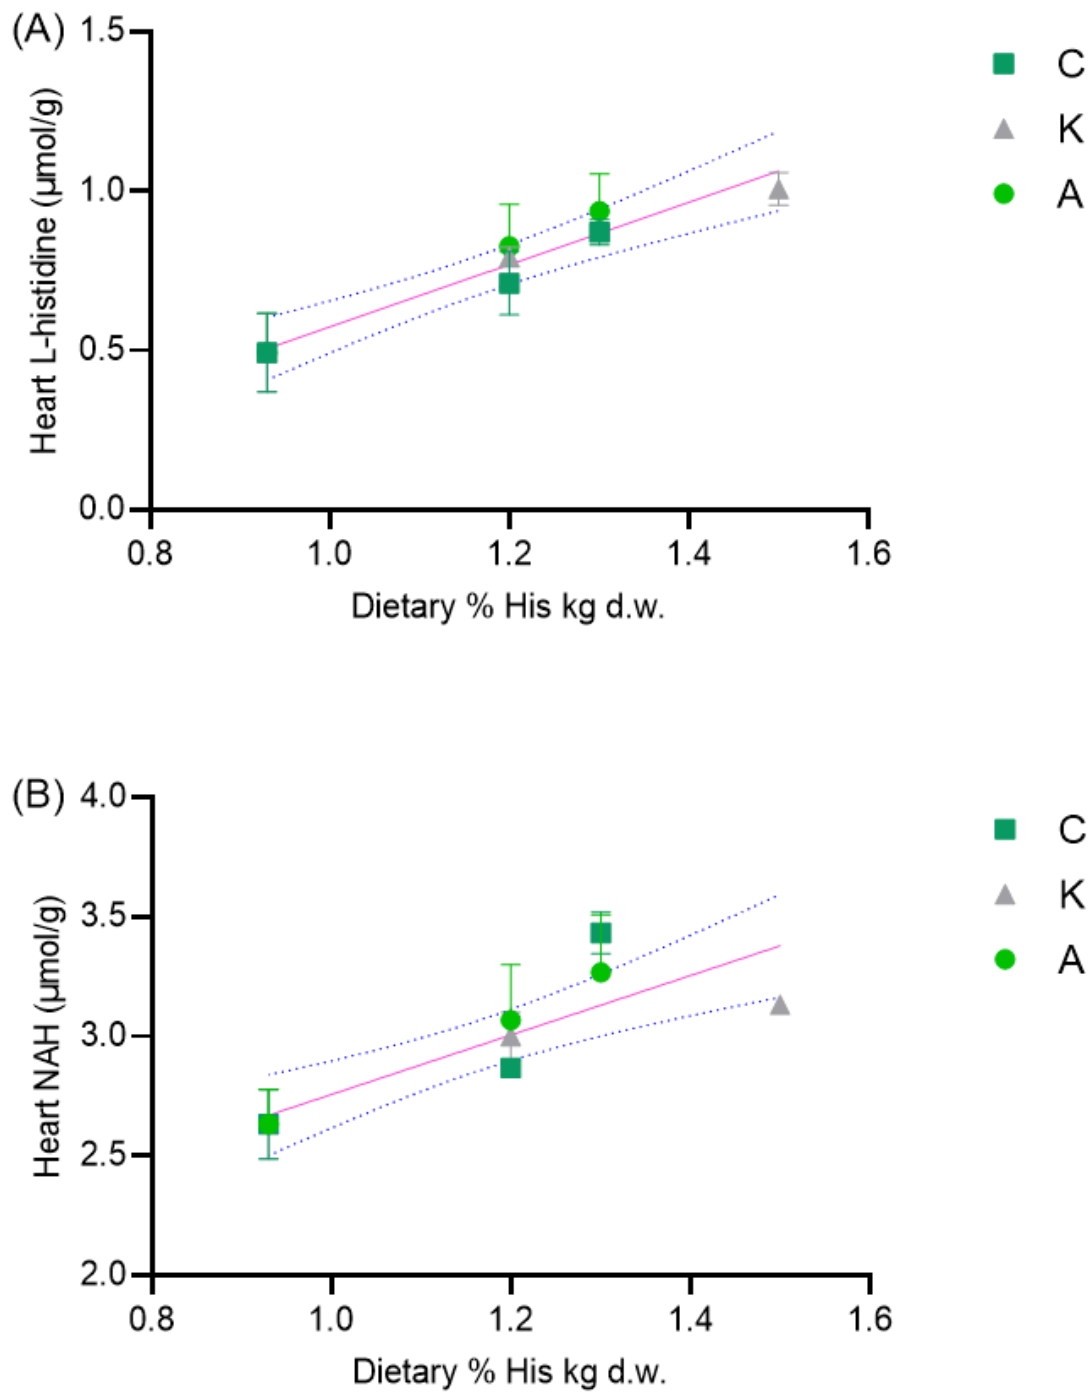 (A)
1.5
1.0
0.5
0.0
Heart L-histidine (µmol/g)
0.8 1.0 1.2 1.4 1.6
Dietary % His kg d.w.
C
K
A
(B)
4.0
3.5
3.0
2.5
2.0
Heart NAH (µmol/g)
0.8 1.0 1.2 1.4 1.6
Dietary % His kg d.w.
C
K
A